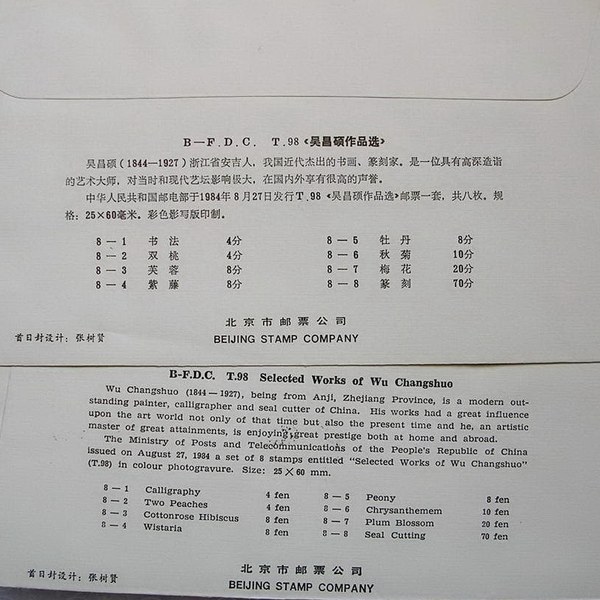 B—F.D.C. T.98《吴昌硕作品选》
吴昌硕(1844—1927)浙江省安吉人，我国近代杰出的书画、篆刻家。是一位具有高深造诣
的艺术大师，对当时和现代艺坛影响极大，在国内外享有很高的声誉。
中华人民共和国邮电部于1984年8月27日发行T.98《吴昌硕作品选》邮票一套，共八枚。规
格：25×60毫米。彩色影写版印制。
8—1 书法 4分 8—5 牡丹 8分
8—2 双桃 4分 8—6 秋菊 10分
8—3 芙蓉 8分 8—7 梅花 20分
8—4 紫藤 8分 8—8 篆刻 70分
北京市邮票公司
首日封设计：张树贤 BEIJING STAMP COMPANY
B-F.D.C. T.98 Selected Works of Wu Changshuo
Wu Changshuo (1844—1927), being from Anji, Zhejiang Province, is a modern out-
standing painter, calligrapher and seal cutter of China. His works had a great influence
upon the art world not only of that time but also the present time and he, an artistic
master of great attainments, is enjoying great prestige both at home and abroad.
The Ministry of Posts and Telecommunications of the People's Republic of China
issued on August 27, 1984 a set of 8 stamps entitled "Selected Works of Wu Changshuo"
(T.98) in colour photogravure. Size: 25×60 mm.
8—1 Calligraphy 4 fen 8—5 Peony 8 fen
8—2 Two Peaches 4 fen 8—6 Chrysanthemem 10 fen
8—3 Cottonrose Hibiscus 8 fen 8—7 Plum Blossom 20 fen
8—4 Wistaria 8 fen 8—8 Seal Cutting 70 fen
北京市邮票公司
首日封设计：张树贤 BEIJING STAMP COMPANY